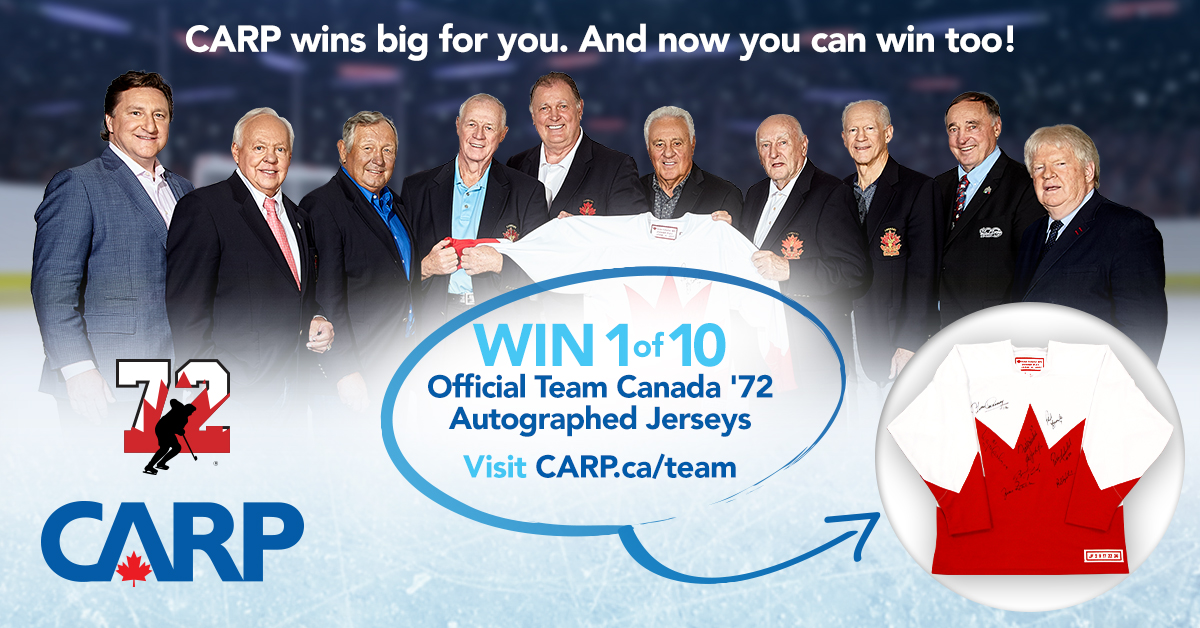 CARP wins big for you. And now you can win too!
WIN 1 of 10
Official Team Canada '72
Autographed Jerseys
Visit CARP.ca/team
72
®
CARP